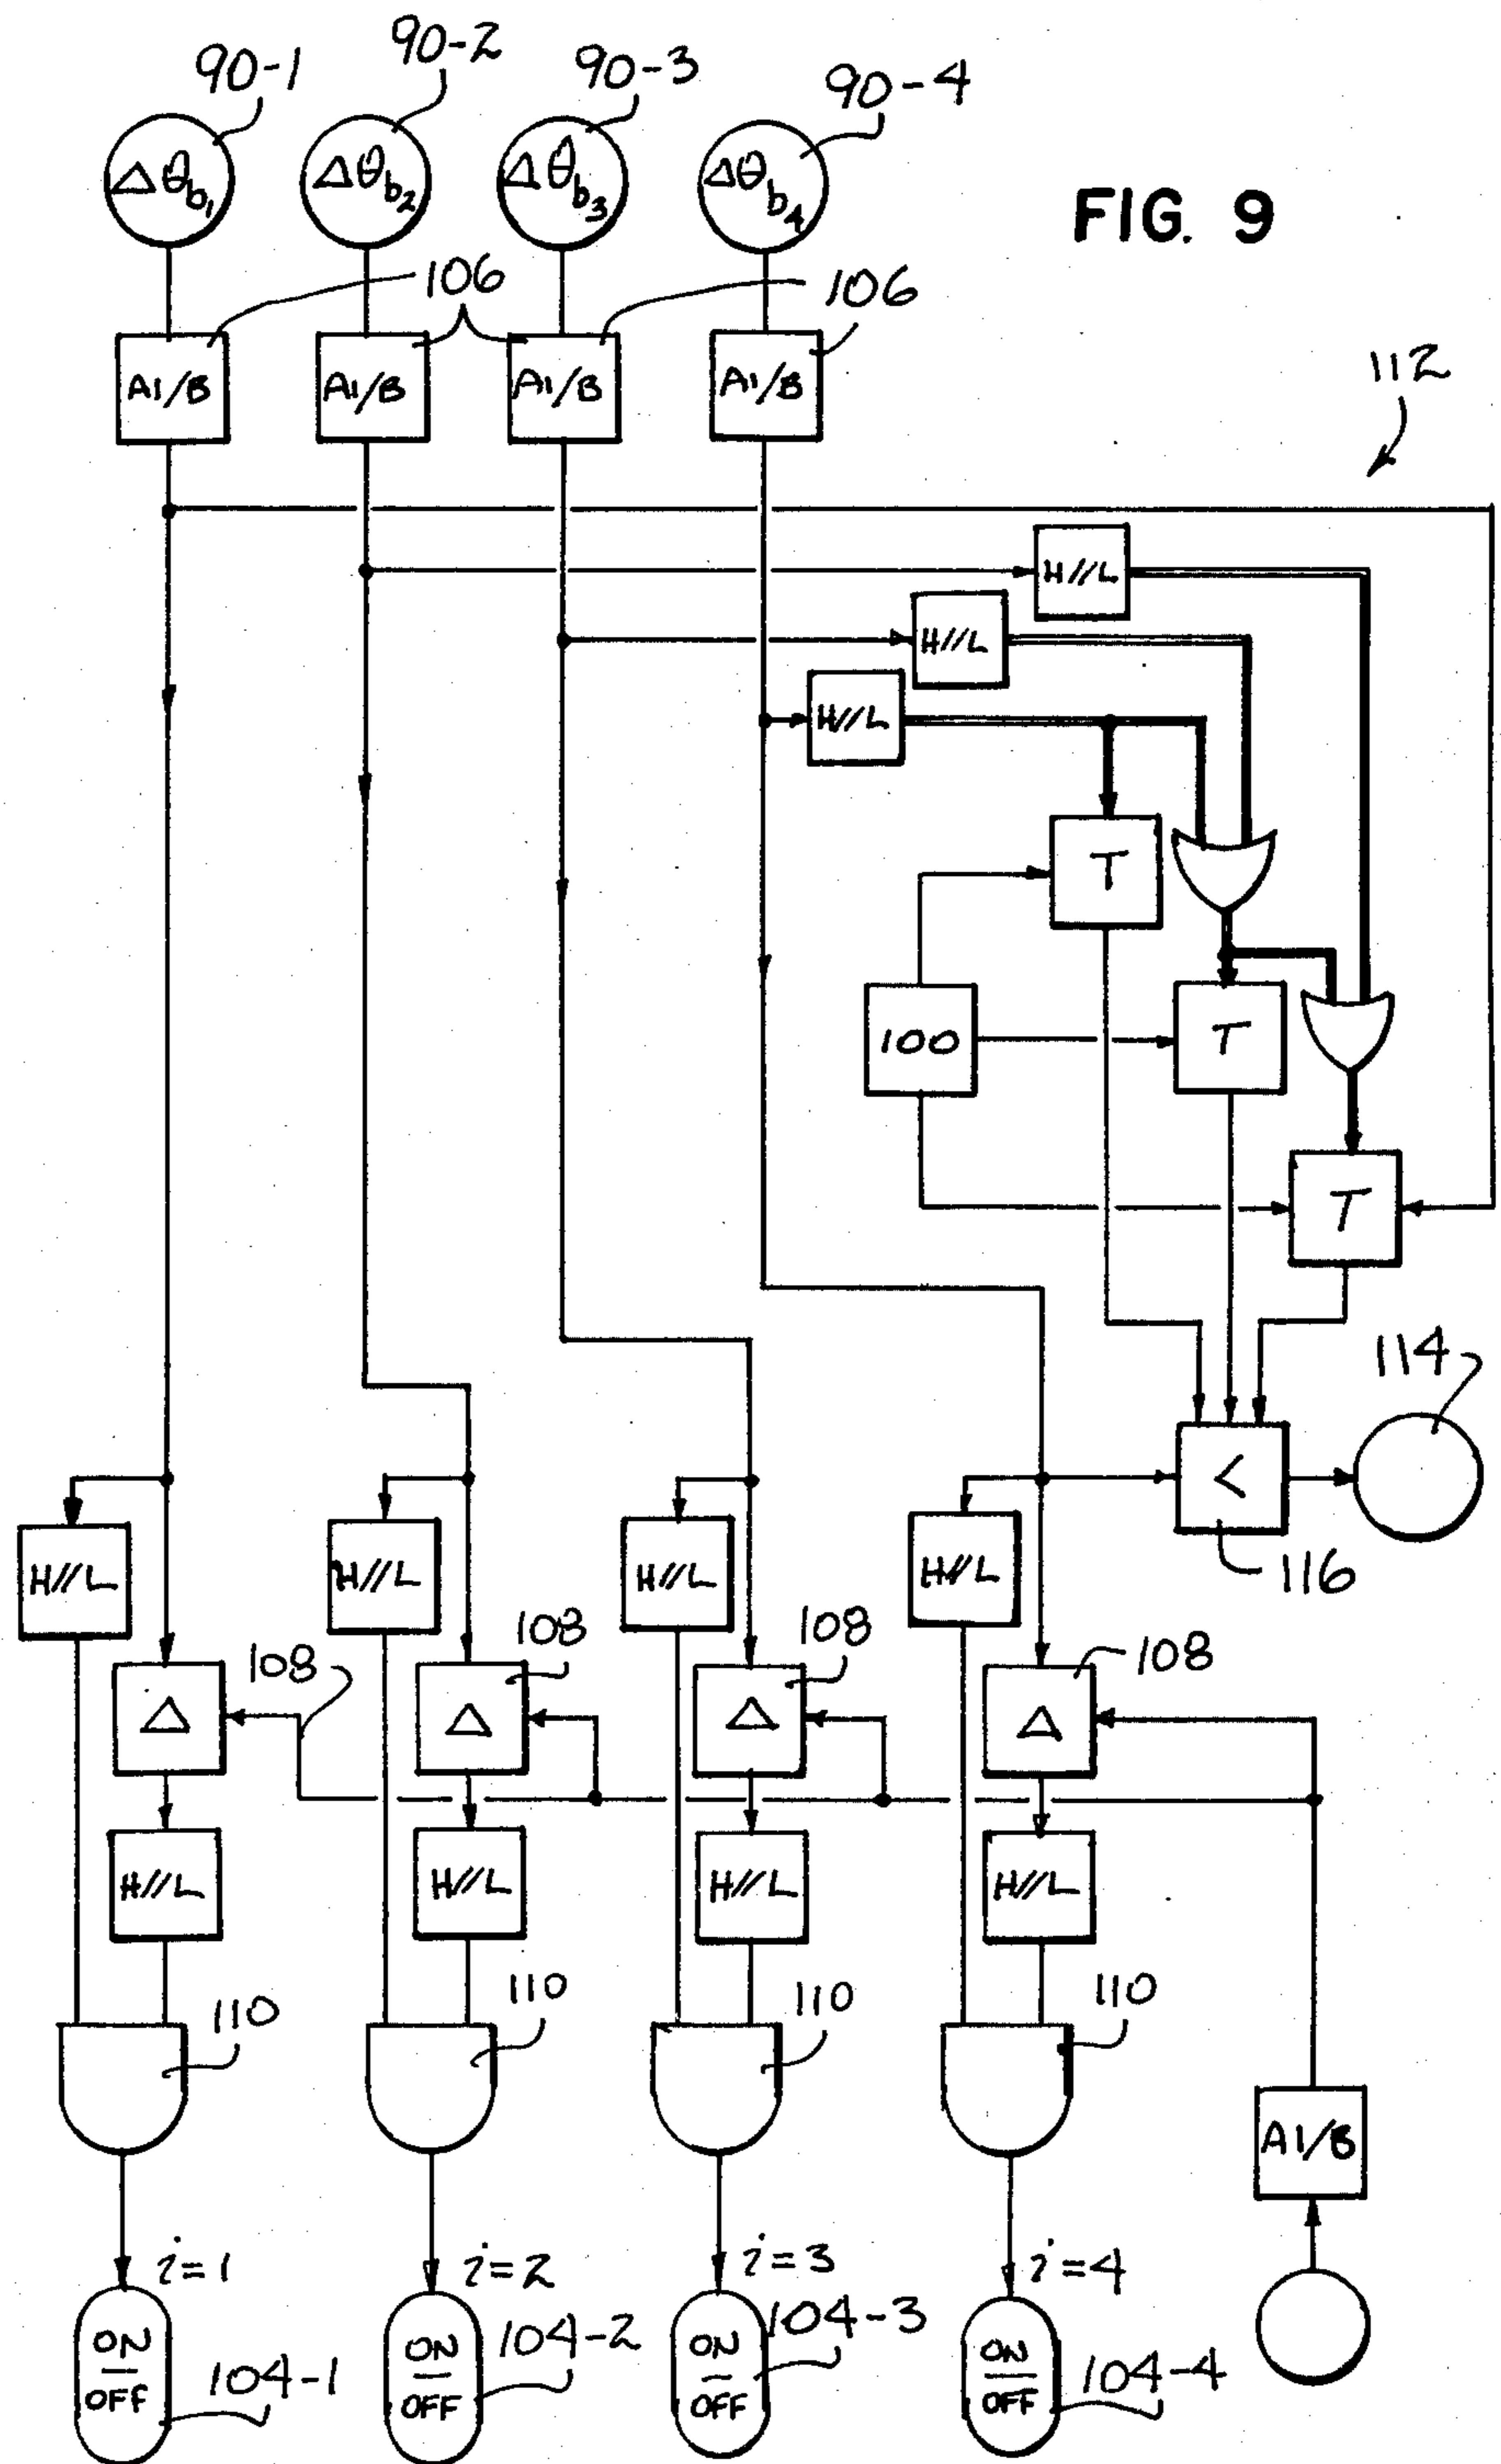 90-1 90-2 90-3 90-4
Δθb1 Δθb2 Δθb3 Δθb4
FIG. 9
106 106
A1/B A1/B A1/B A1/B
112
H//L
H//L
H//L
T
100 T
T
114
<
116
H//L H//L H//L H//L
108 108 108 108
Δ Δ Δ Δ
H//L H//L H//L H//L
110 110 110 110
A1/B
i=1 i=2 i=3 i=4
ON ON ON ON
OFF OFF OFF OFF
104-1 104-2 104-3 104-4